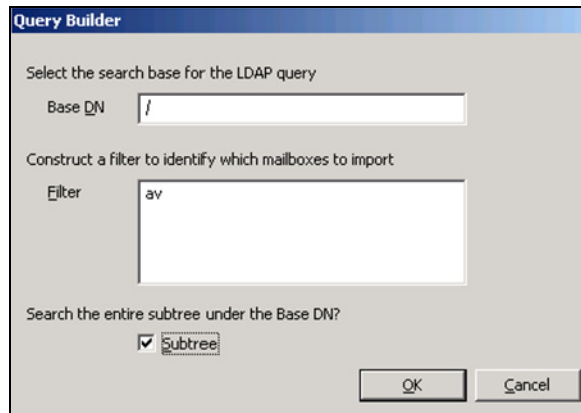 Query Builder
Select the search base for the LDAP query
Base DN
/
Construct a filter to identify which mailboxes to import
Filter
av
Search the entire subtree under the Base DN?
Subtree
OK
Cancel